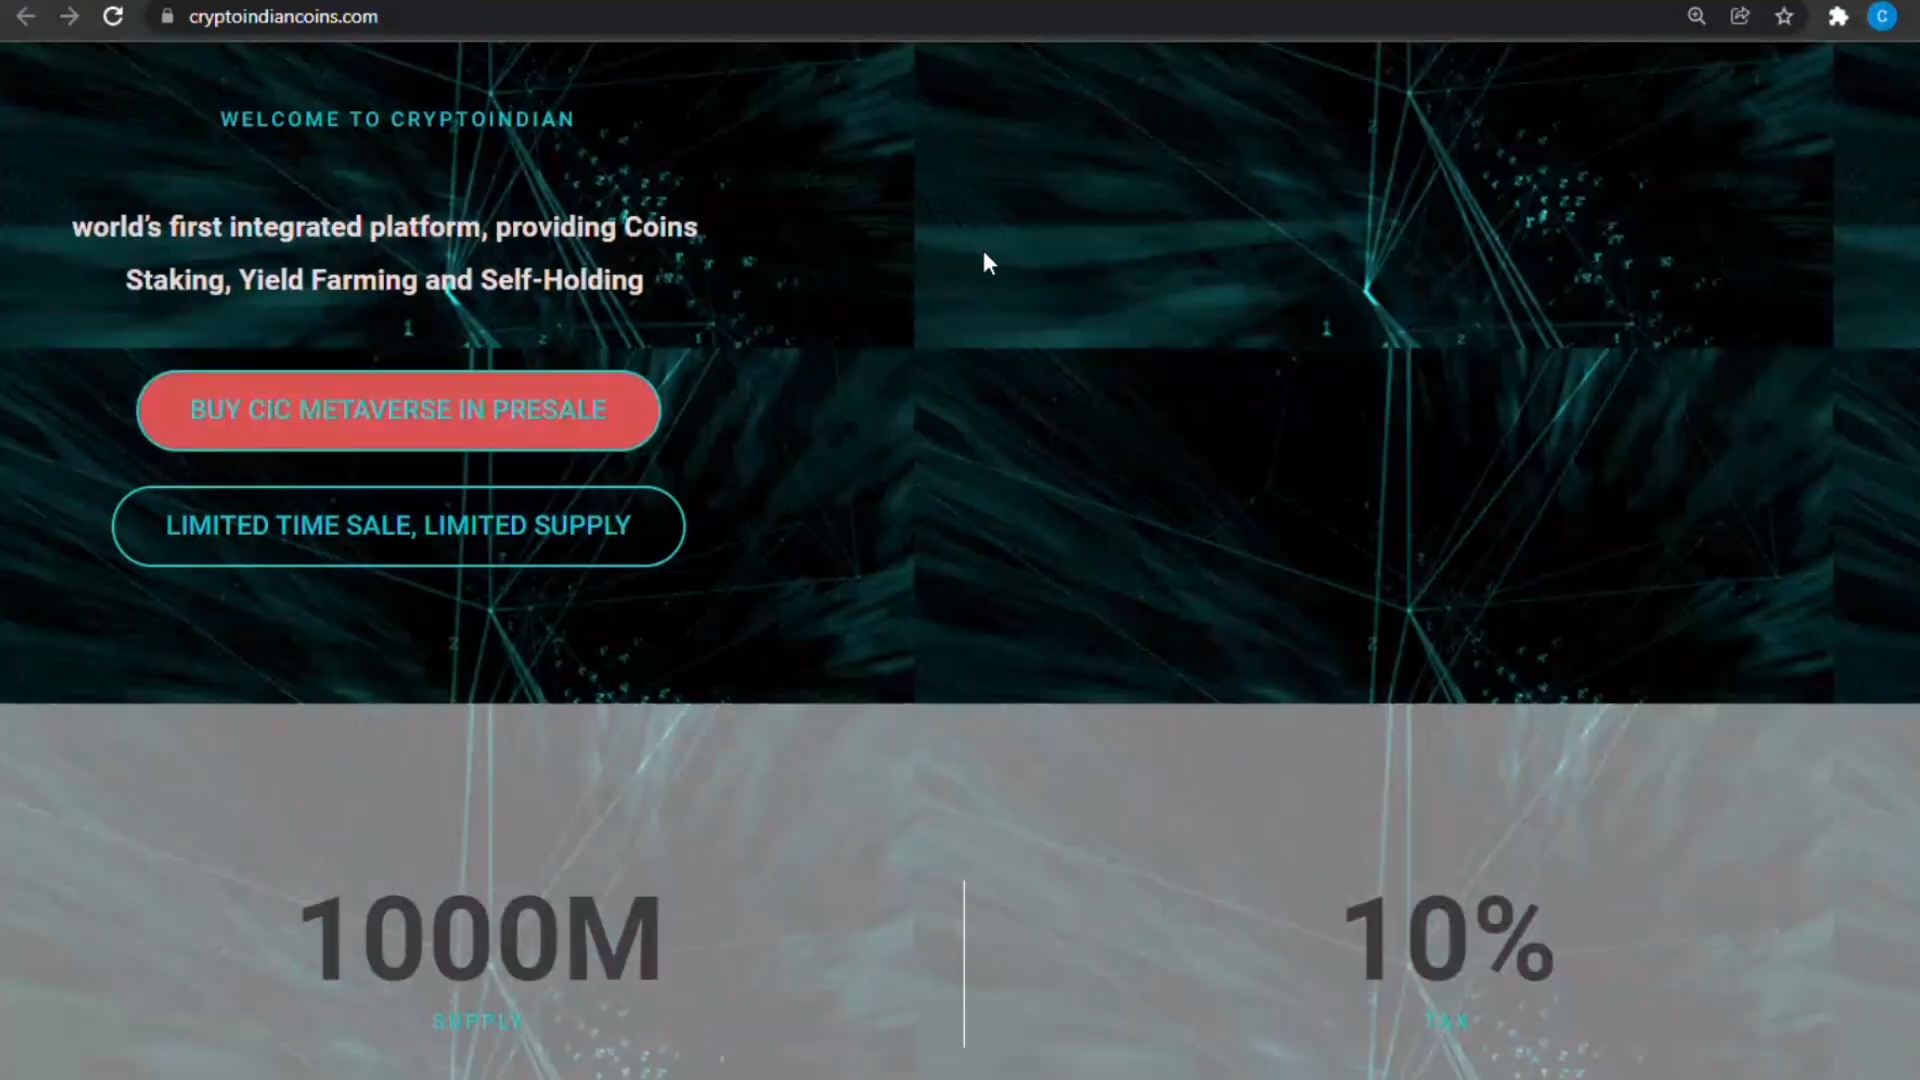 cryptoindiancoins.com
C
WELCOME TO CRYPTOINDIAN
world's first integrated platform, providing Coins
Staking, Yield Farming and Self-Holding
BUY CIC METAVERSE IN PRESALE
LIMITED TIME SALE, LIMITED SUPPLY
1000M
SUPPLY
10%
TAX